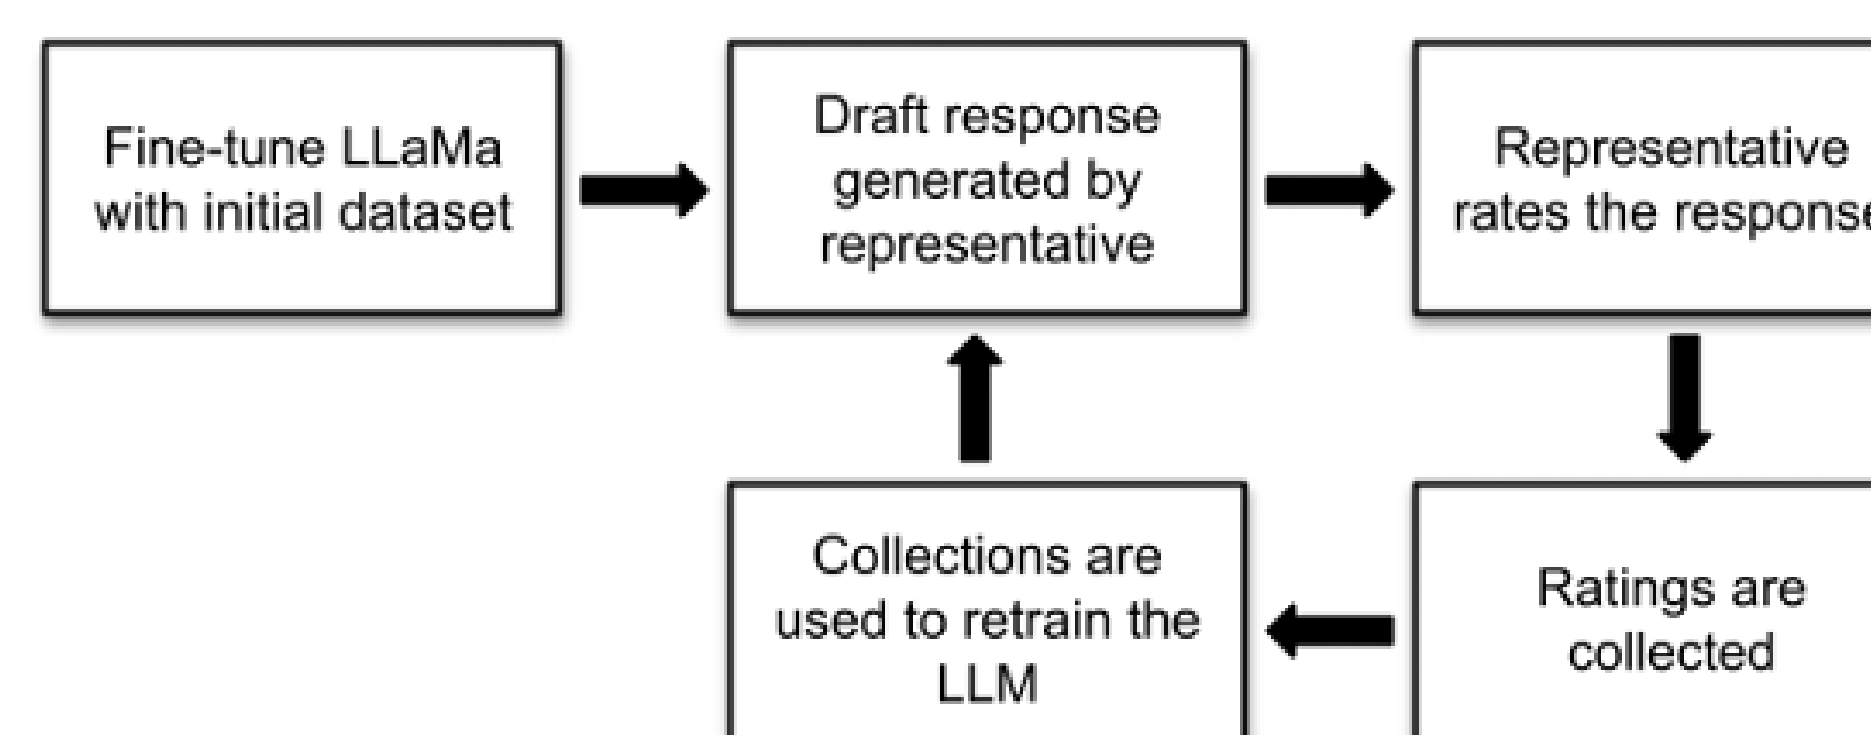 Fine-tune LLaMa
with initial dataset
Draft response
generated by
representative
Representative
rates the response
Collections are
used to retrain the
LLM
Ratings are
collected